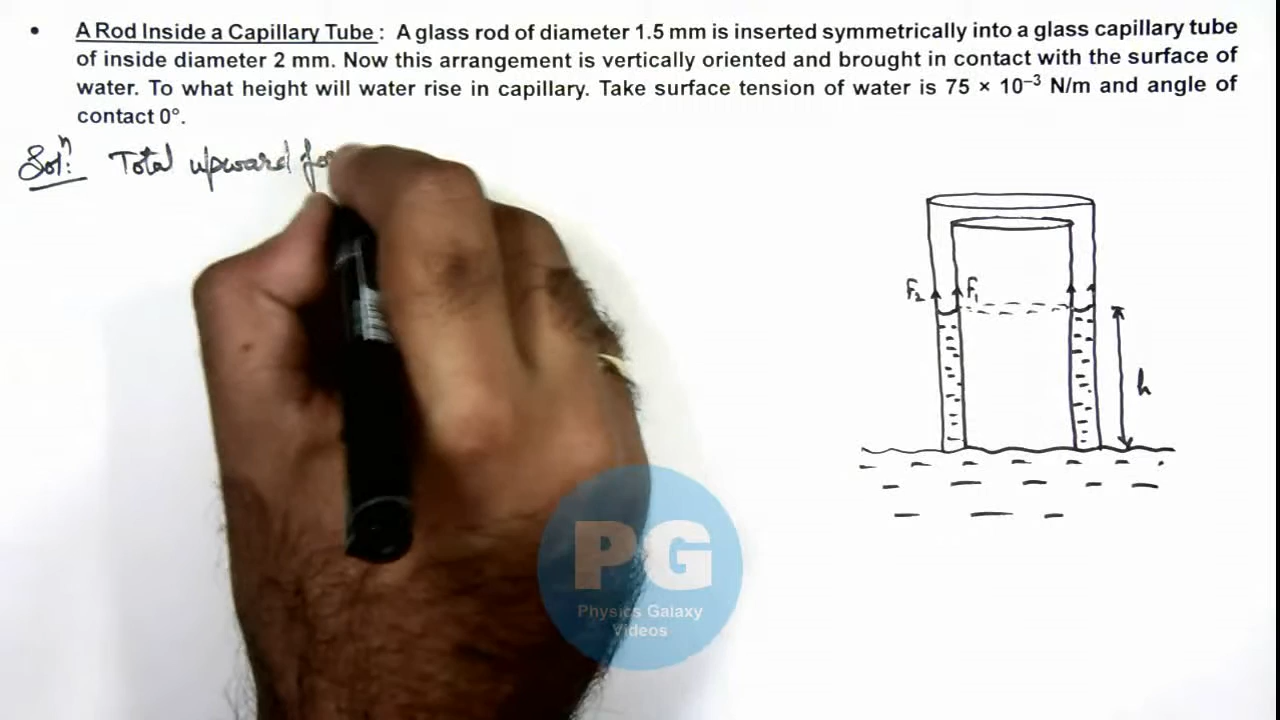 • A Rod Inside a Capillary Tube : A glass rod of diameter 1.5 mm is inserted symmetrically into a glass capillary tube
of inside diameter 2 mm. Now this arrangement is vertically oriented and brought in contact with the surface of
water. To what height will water rise in capillary. Take surface tension of water is 75 × 10⁻³ N/m and angle of
contact 0°.
Solⁿ: Total upward for
F₂ F₁
h
PG
Physics Galaxy
Videos